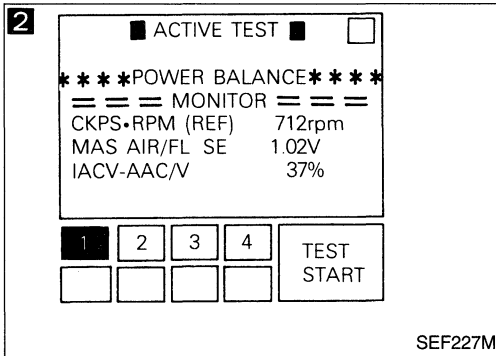 2
■ ACTIVE TEST ■ □
****POWER BALANCE****
=== MONITOR ===
CKPS•RPM (REF) 712rpm
MAS AIR/FL SE 1.02V
IACV-AAC/V 37%
1 2 3 4 TEST
START
SEF227M